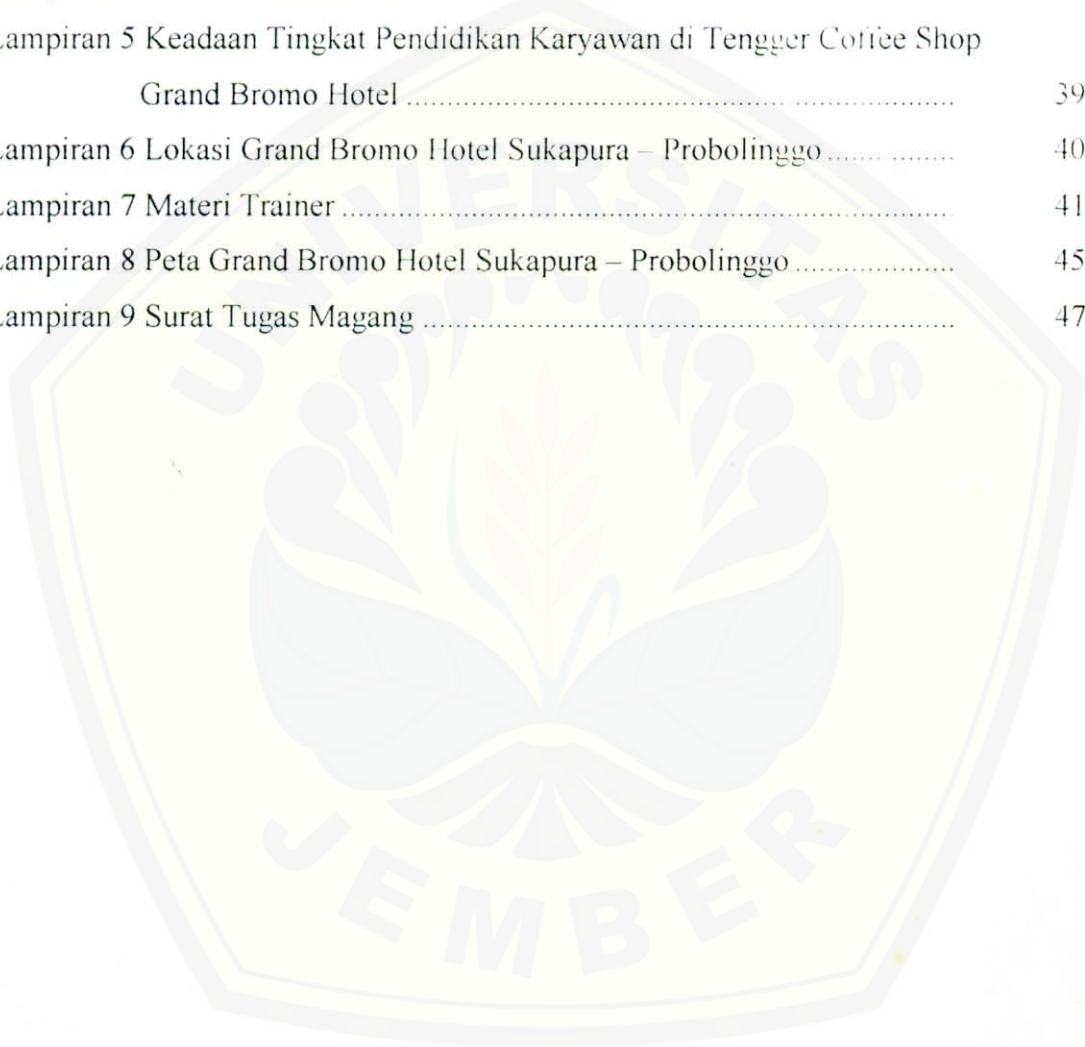 Lampiran 5 Keadaan Tingkat Pendidikan Karyawan di Tengger Coffee Shop
Grand Bromo Hotel ........................................................................ 39
Lampiran 6 Lokasi Grand Bromo Hotel Sukapura – Probolinggo ................ 40
Lampiran 7 Materi Trainer ................................................................................ 41
Lampiran 8 Peta Grand Bromo Hotel Sukapura – Probolinggo .................... 45
Lampiran 9 Surat Tugas Magang ..................................................................... 47
UNIVERSITAS
JEMBER